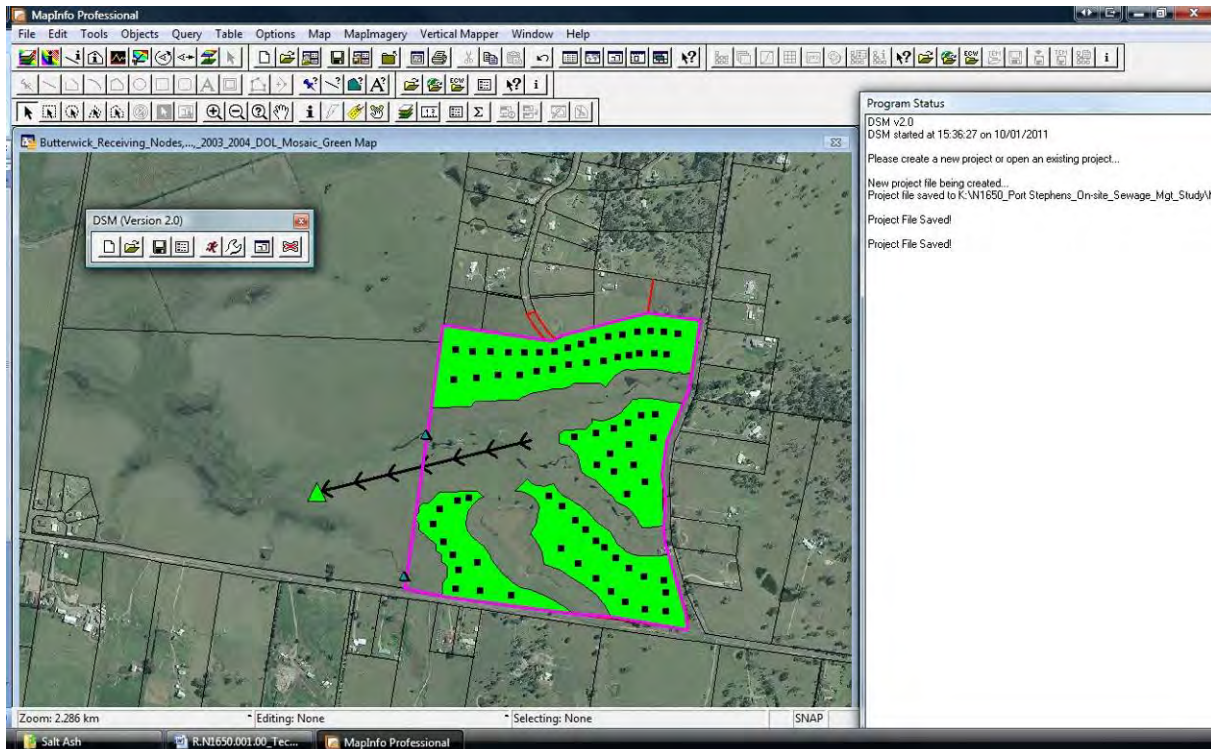 MapInfo Professional
File Edit Tools Objects Query Table Options Map MapImagery Vertical Mapper Window Help
Butterwick_Receiving_Nodes,...,_2003_2004_DOL_Mosaic_Green Map
DSM (Version 2.0)
Program Status
DSM v2.0
DSM started at 15:36:27 on 10/01/2011
Please create a new project or open an existing project...
New project file being created...
Project file saved to K:\N1650_Port Stephens_On-site_Sewage_Mgt_Study\
Project File Saved!
Project File Saved!
Zoom: 2.286 km Editing: None Selecting: None SNAP
Salt Ash R.N1650.001.00_Tec... MapInfo Professional